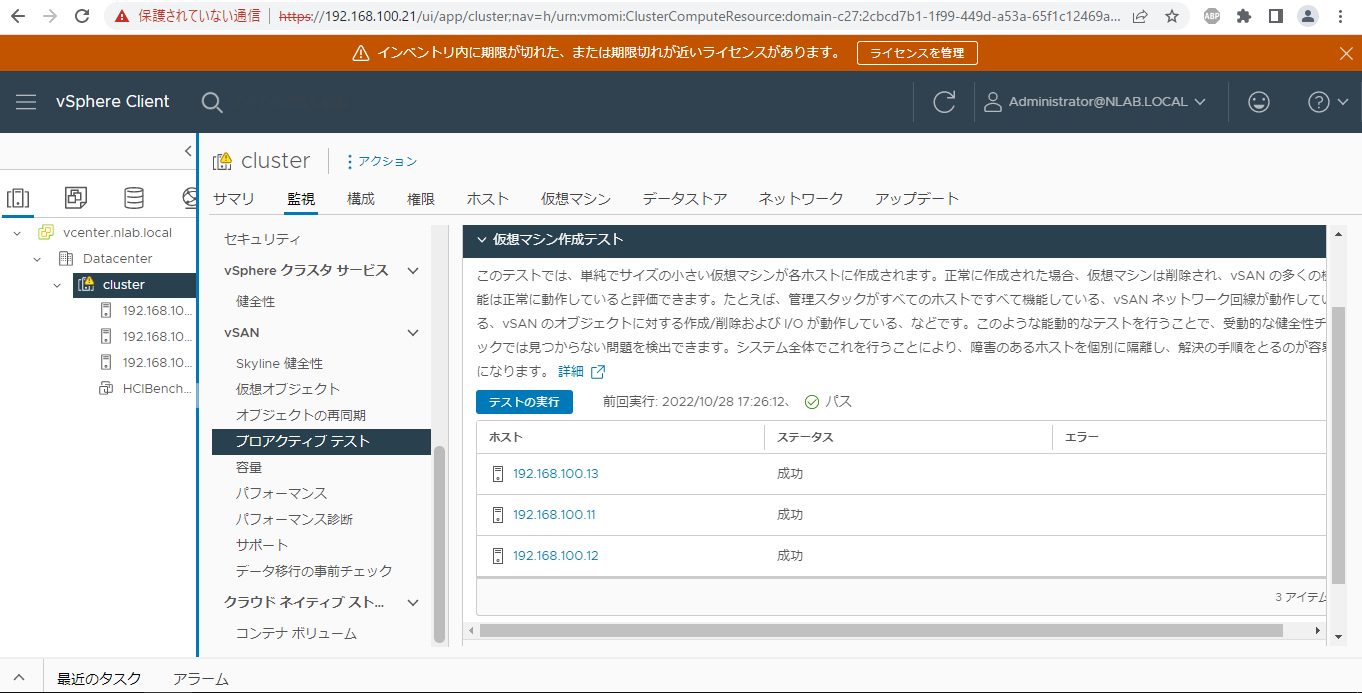 保護されていない通信 https://192.168.100.21/ui/app/cluster;nav=h/urn:vmomi:ClusterComputeResource:domain-c27:2cbcd7b1-1f99-449d-a53a-65f1c12469a...
ABP
インベントリ内に期限が切れた、または期限切れが近いライセンスがあります。 ライセンスを管理
vSphere Client Administrator@NLAB.LOCAL
cluster アクション
サマリ 監視 構成 権限 ホスト 仮想マシン データストア ネットワーク アップデート
vcenter.nlab.local
Datacenter
cluster
192.168.10...
192.168.10...
192.168.10...
HCIBench...
セキュリティ
vSphere クラスタ サービス
健全性
vSAN
Skyline 健全性
仮想オブジェクト
オブジェクトの再同期
プロアクティブ テスト
容量
パフォーマンス
パフォーマンス診断
サポート
データ移行の事前チェック
クラウド ネイティブ スト...
コンテナ ボリューム
仮想マシン作成テスト
このテストでは、単純でサイズの小さい仮想マシンが各ホストに作成されます。正常に作成された場合、仮想マシンは削除され、vSAN の多くの機
能は正常に動作していると評価できます。たとえば、管理スタックがすべてのホストですべて機能している、vSAN ネットワーク回線が動作してい
る、vSAN のオブジェクトに対する作成/削除および I/O が動作している、などです。このような能動的なテストを行うことで、受動的な健全性チ
ックでは見つからない問題を検出できます。システム全体でこれを行うことにより、障害のあるホストを個別に隔離し、解決の手順をとるのが容易
になります。 詳細
テストの実行 前回実行: 2022/10/28 17:26:12、 パス
ホスト ステータス エラー
192.168.100.13 成功
192.168.100.11 成功
192.168.100.12 成功
3 アイテム
最近のタスク アラーム